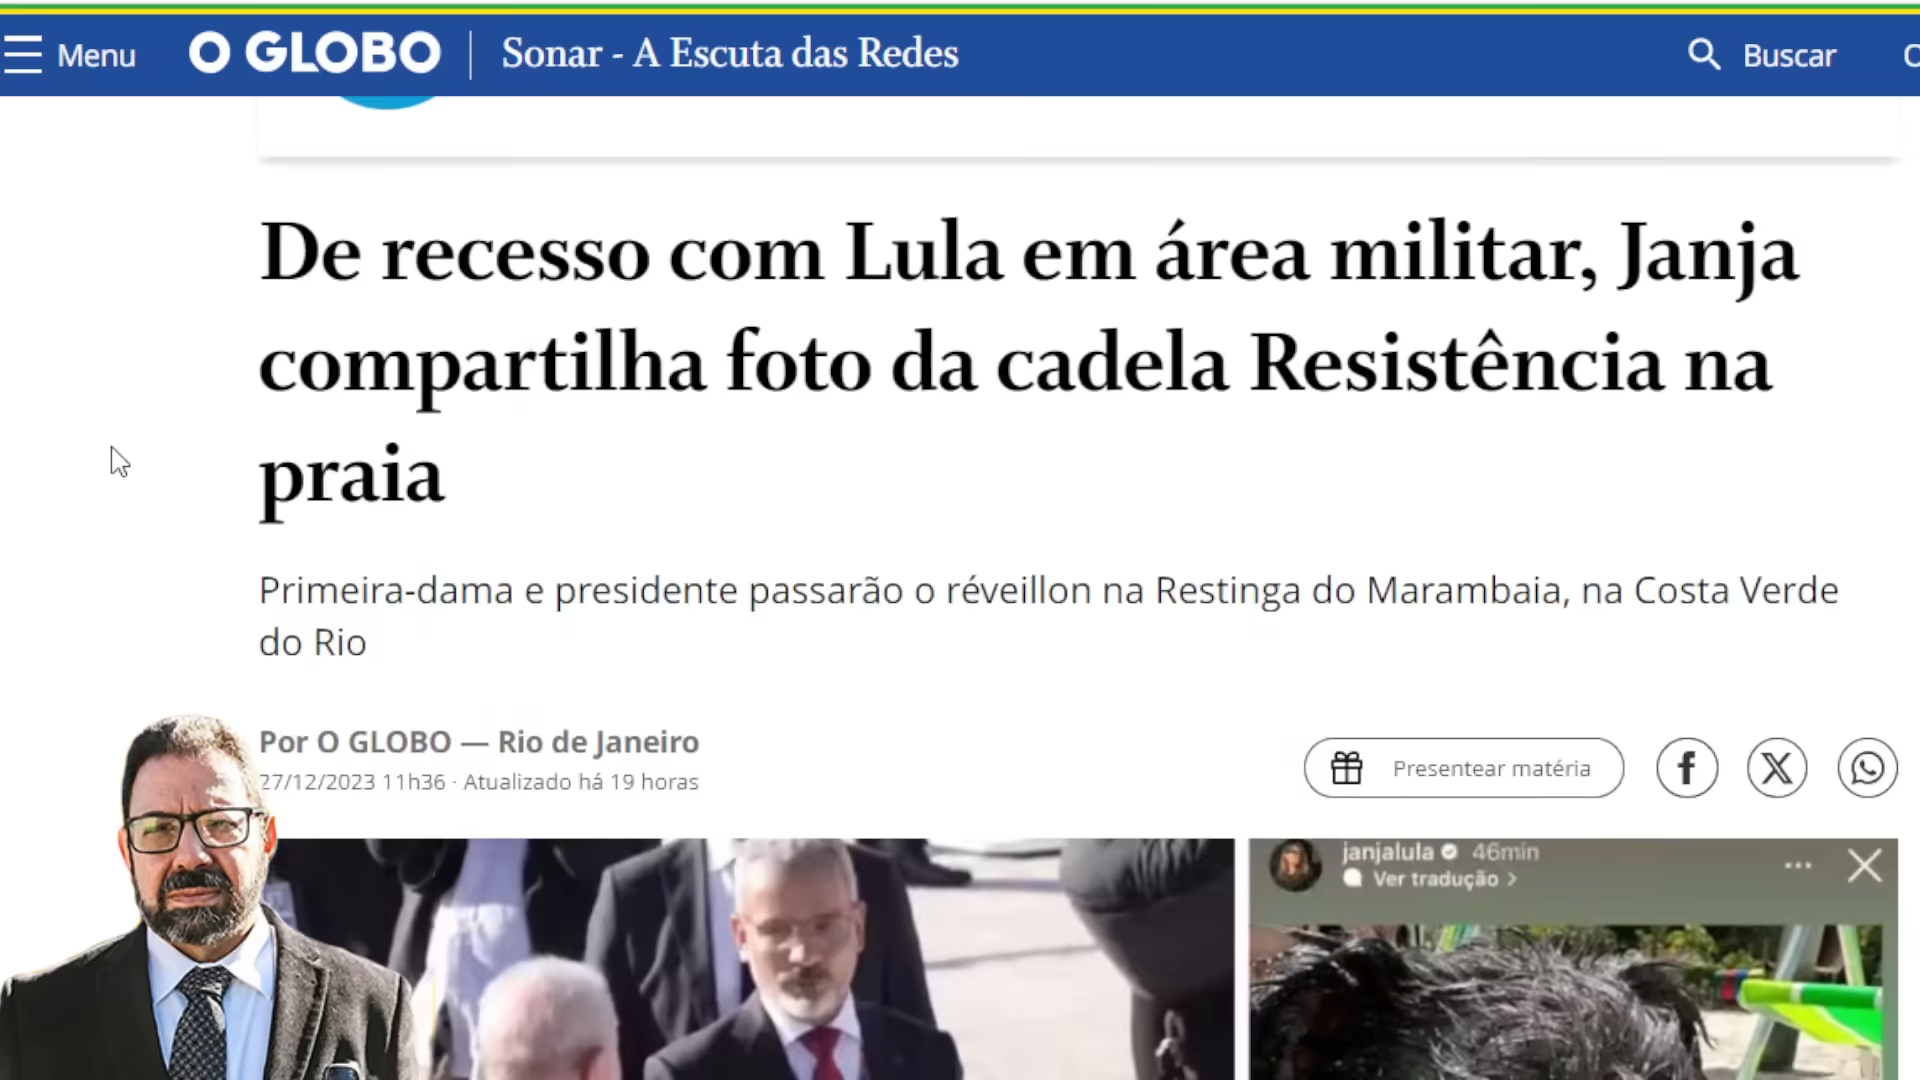 Menu
O GLOBO
Sonar - A Escuta das Redes
Buscar
De recesso com Lula em área militar, Janja
compartilha foto da cadela Resistência na
praia
Primeira-dama e presidente passarão o réveillon na Restinga do Marambaia, na Costa Verde
do Rio
Por O GLOBO — Rio de Janeiro
27/12/2023 11h36 · Atualizado há 19 horas
Presentear matéria
janjalula 46min
Ver tradução >